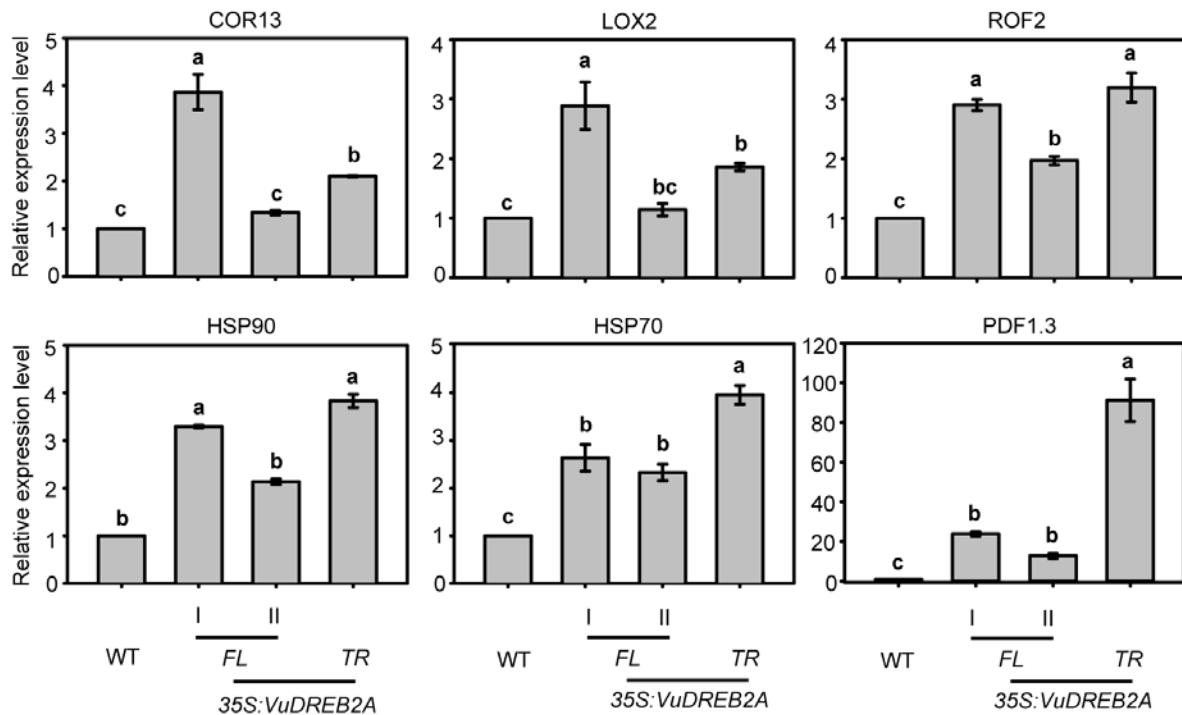 COR13 LOX2 ROF2
Relative expression level
5 4 4
a a a a
4
b 3 3
3 b b
2 c 2 bc 2
c c c
1 1 1
0 0 0
HSP90 HSP70 PDF1.3
Relative expression level
5 5 120
a a a a
4 4 100
b b 80
3 3
b 60
2 2
b c 40
b b
1 1 20
c
0 0 0
I II I II I II
WT FL TR WT FL TR WT FL TR
35S:VuDREB2A 35S:VuDREB2A 35S:VuDREB2A